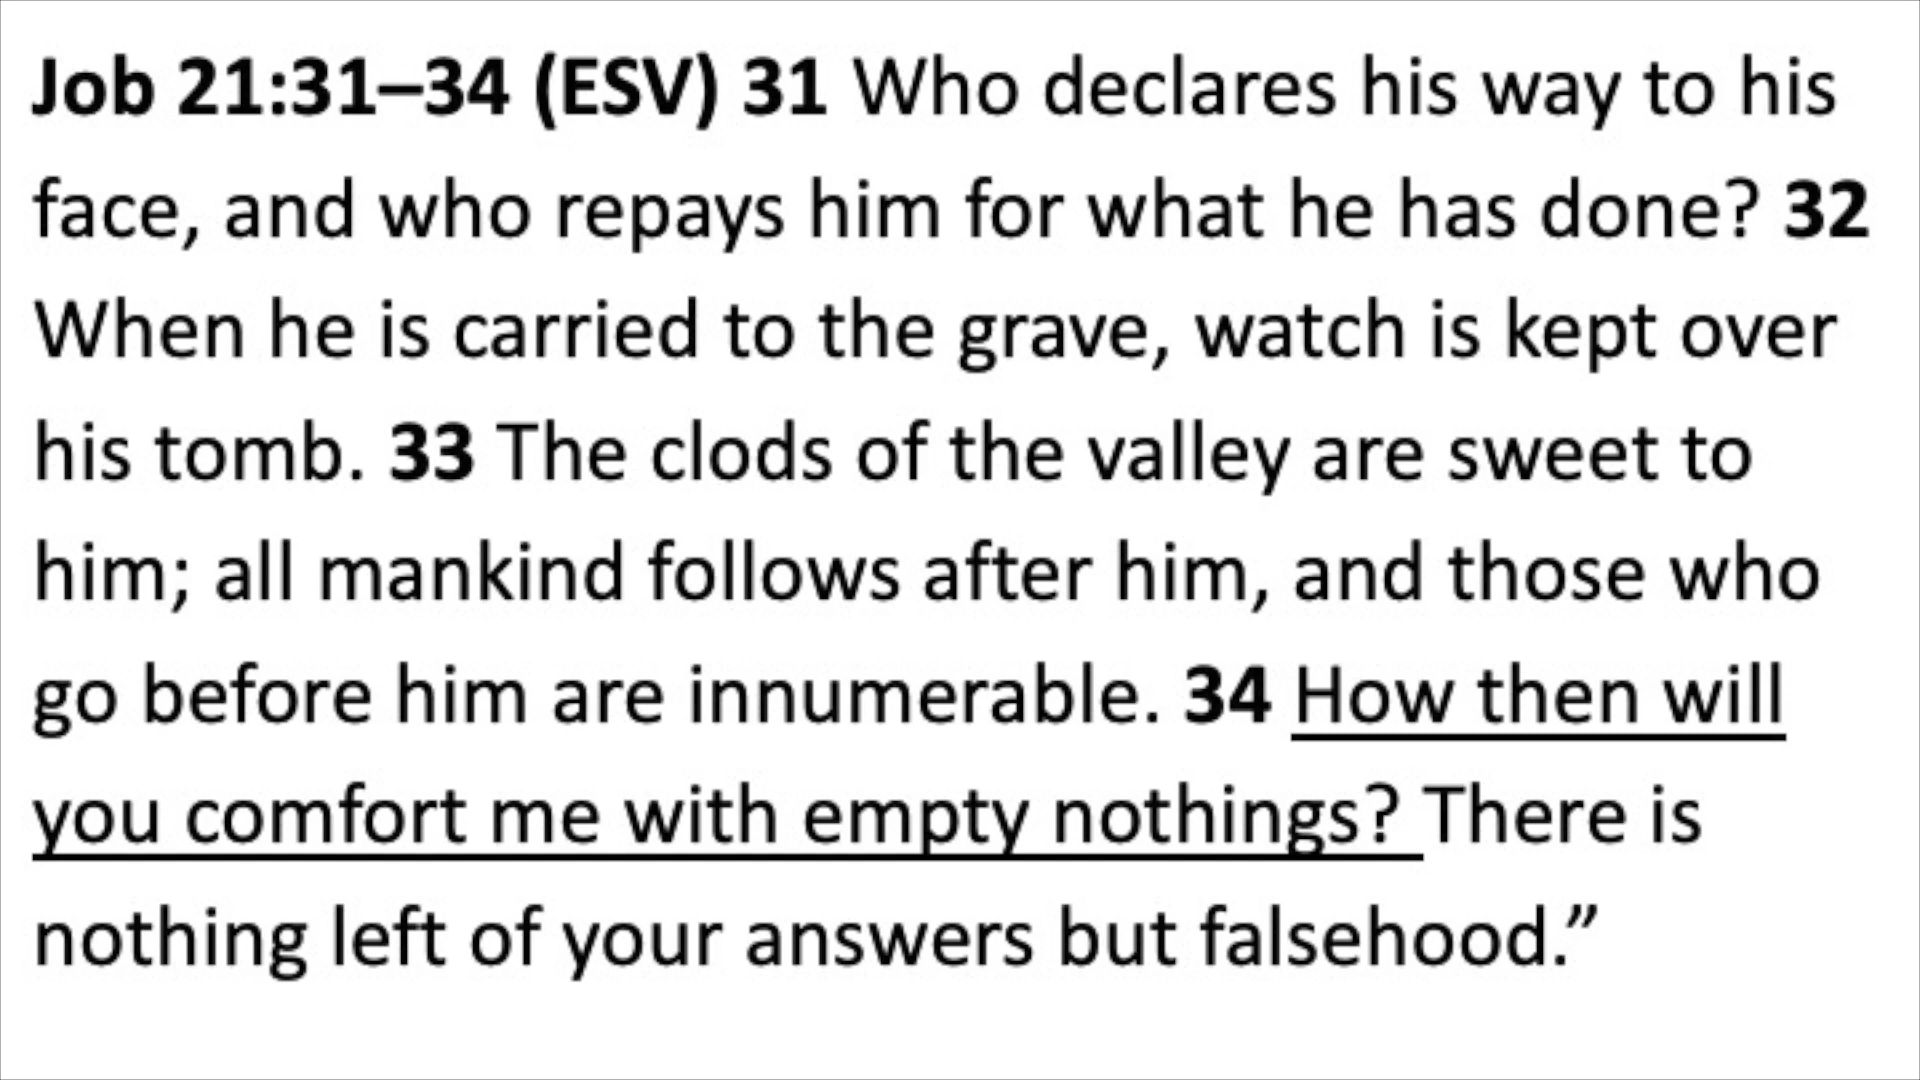 Job 21:31–34 (ESV) 31 Who declares his way to his
face, and who repays him for what he has done? 32
When he is carried to the grave, watch is kept over
his tomb. 33 The clods of the valley are sweet to
him; all mankind follows after him, and those who
go before him are innumerable. 34 How then will
you comfort me with empty nothings? There is
nothing left of your answers but falsehood.”